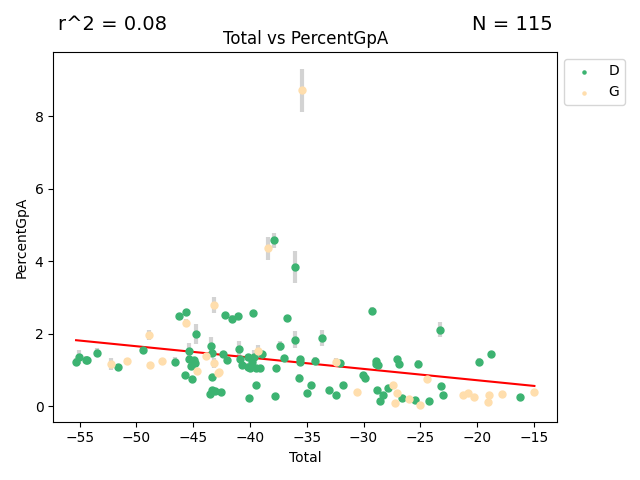 r^2 = 0.08
N = 115
Total vs PercentGpA
D
G
8
6
4
2
0
PercentGpA
−55
−50
−45
−40
−35
−30
−25
−20
−15
Total